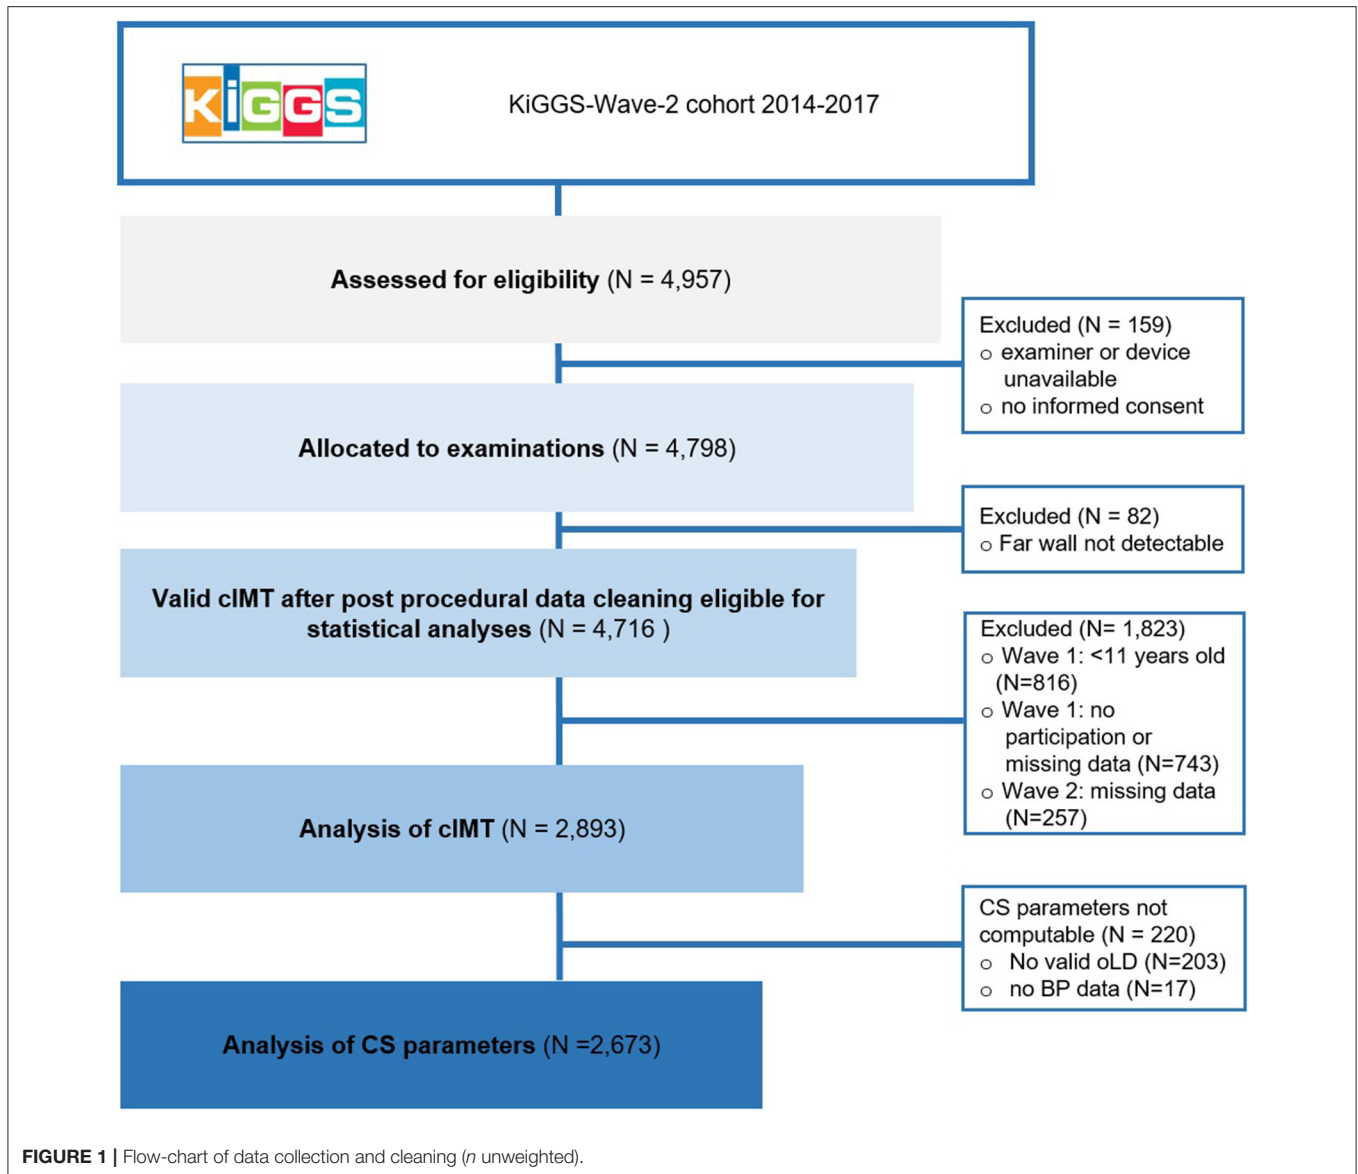 KiGGS
KiGGS-Wave-2 cohort 2014-2017
Assessed for eligibility (N = 4,957)
Excluded (N = 159)
o examiner or device
unavailable
o no informed consent
Allocated to examinations (N = 4,798)
Excluded (N = 82)
o Far wall not detectable
Valid cIMT after post procedural data cleaning eligible for
statistical analyses (N = 4,716 )
Excluded (N= 1,823)
o Wave 1: <11 years old
(N=816)
o Wave 1: no
participation or
missing data (N=743)
o Wave 2: missing data
(N=257)
Analysis of cIMT (N = 2,893)
CS parameters not
computable (N = 220)
o No valid oLD (N=203)
o no BP data (N=17)
Analysis of CS parameters (N =2,673)
FIGURE 1 | Flow-chart of data collection and cleaning (n unweighted).